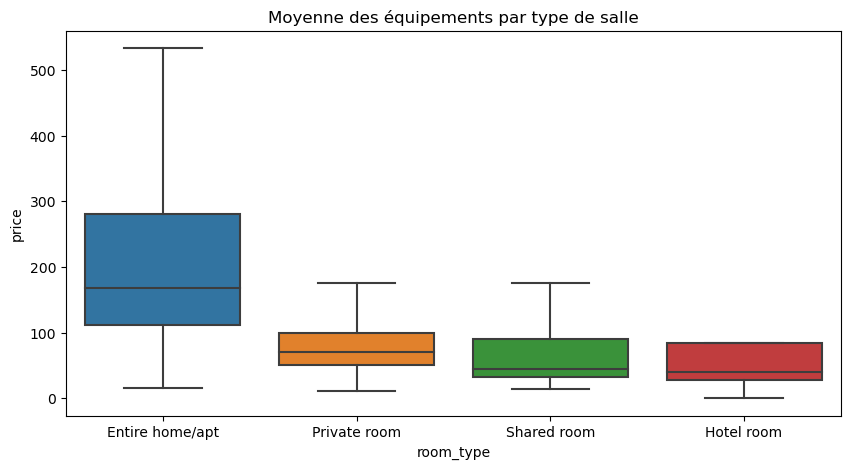 Moyenne des équipements par type de salle
price
500
400
300
200
100
0
Entire home/apt
Private room
Shared room
Hotel room
room_type